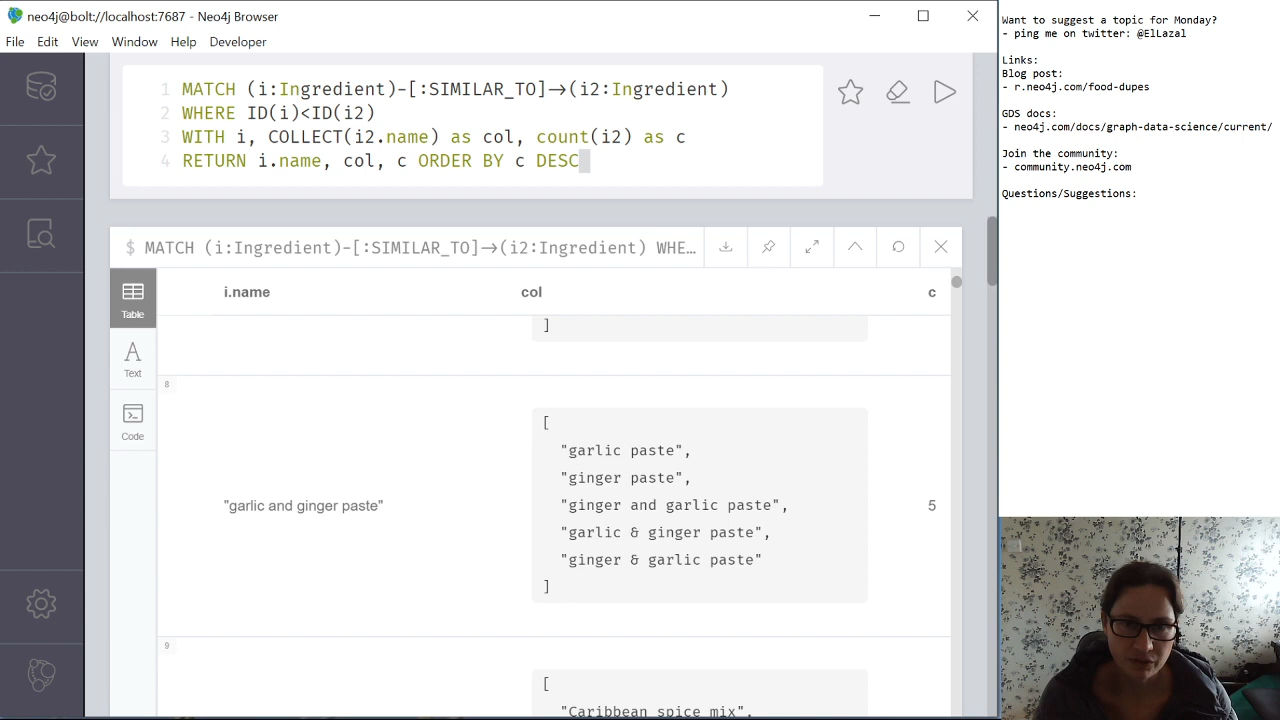 neo4j@bolt://localhost:7687 - Neo4j Browser
File Edit View Window Help Developer
1 MATCH (i:Ingredient)-[:SIMILAR_TO]->(i2:Ingredient)
2 WHERE ID(i)<ID(i2)
3 WITH i, COLLECT(i2.name) as col, count(i2) as c
4 RETURN i.name, col, c ORDER BY c DESC
$ MATCH (i:Ingredient)-[:SIMILAR_TO]->(i2:Ingredient) WHE…
Table
Text
Code
i.name col c
]
8
[
"garlic paste",
"ginger paste",
"garlic and ginger paste" "ginger and garlic paste", 5
"garlic & ginger paste",
"ginger & garlic paste"
]
9
[
"Caribbean spice mix",
Want to suggest a topic for Monday?
- ping me on twitter: @ElLazal
Links:
Blog post:
- r.neo4j.com/food-dupes
GDS docs:
- neo4j.com/docs/graph-data-science/current/
Join the community:
- community.neo4j.com
Questions/Suggestions: